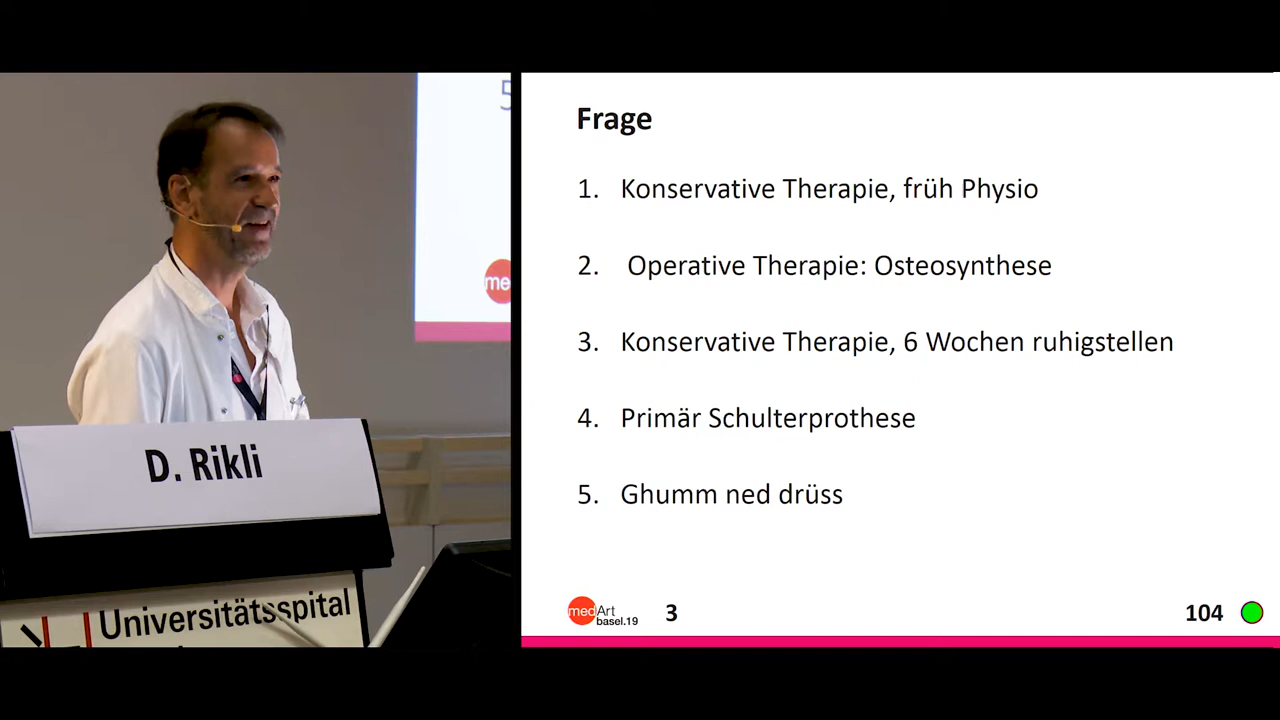 D. Rikli
Universitätsspital
me
Frage
1. Konservative Therapie, früh Physio
2. Operative Therapie: Osteosynthese
3. Konservative Therapie, 6 Wochen ruhigstellen
4. Primär Schulterprothese
5. Ghumm ned drüss
medArt
basel.19
3
104